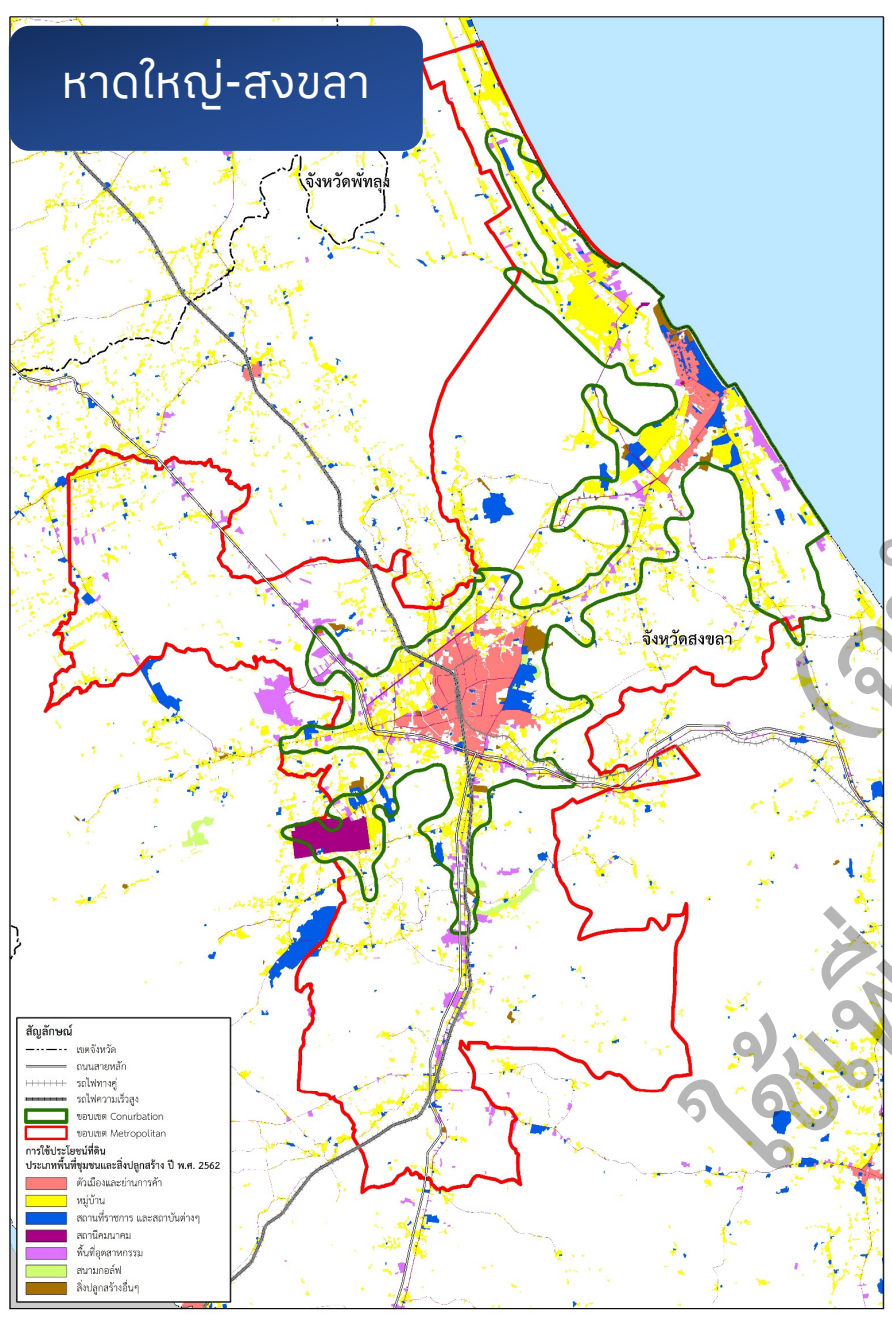 หาดใหญ่-สงขลา
จังหวัดพัทลุง
จังหวัดสงขลา
สัญลักษณ์
เขตจังหวัด
ถนนสายหลัก
รถไฟทางคู่
รถไฟความเร็วสูง
ขอบเขต Conurbation
ขอบเขต Metropolitan
การใช้ประโยชน์ที่ดิน
ประเภทพื้นที่ชุมชนและสิ่งปลูกสร้าง ปี พ.ศ. 2562
ตัวเมืองและย่านการค้า
หมู่บ้าน
สถานที่ราชการ และสถาบันต่างๆ
สถานีคมนาคม
พื้นที่อุตสาหกรรม
สนามกอล์ฟ
สิ่งปลูกสร้างอื่นๆ